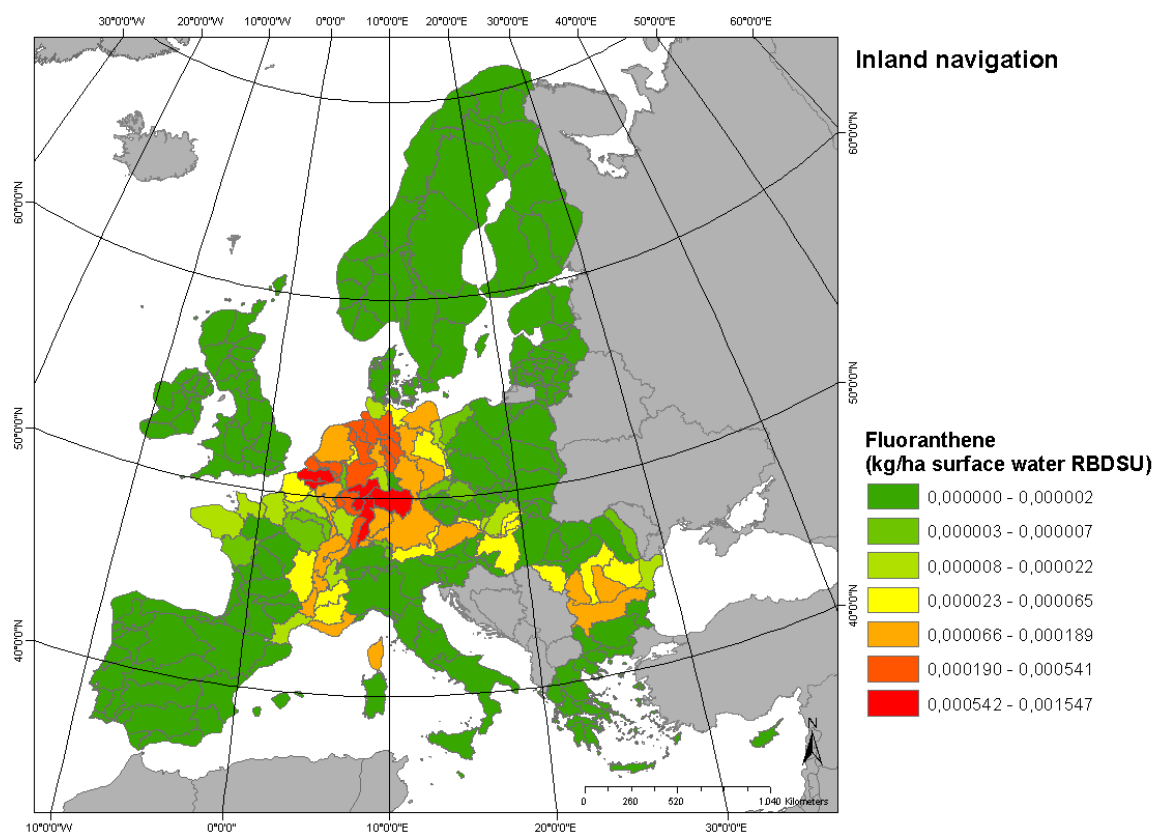 30°0'0"W 20°0'0"W 10°0'0"W 0°0'0" 10°0'0"E 20°0'0"E 30°0'0"E 40°0'0"E 50°0'0"E 60°0'0"E
Inland navigation
60°0'0"N
60°0'0"N
50°0'0"N
50°0'0"N
40°0'0"N
40°0'0"N
Fluoranthene
(kg/ha surface water RBDSU)
0,000000 - 0,000002
0,000003 - 0,000007
0,000008 - 0,000022
0,000023 - 0,000065
0,000066 - 0,000189
0,000190 - 0,000541
0,000542 - 0,001547
N
0 260 520 1.040 Kilometers
10°0'0"W 0°0'0" 10°0'0"E 20°0'0"E 30°0'0"E